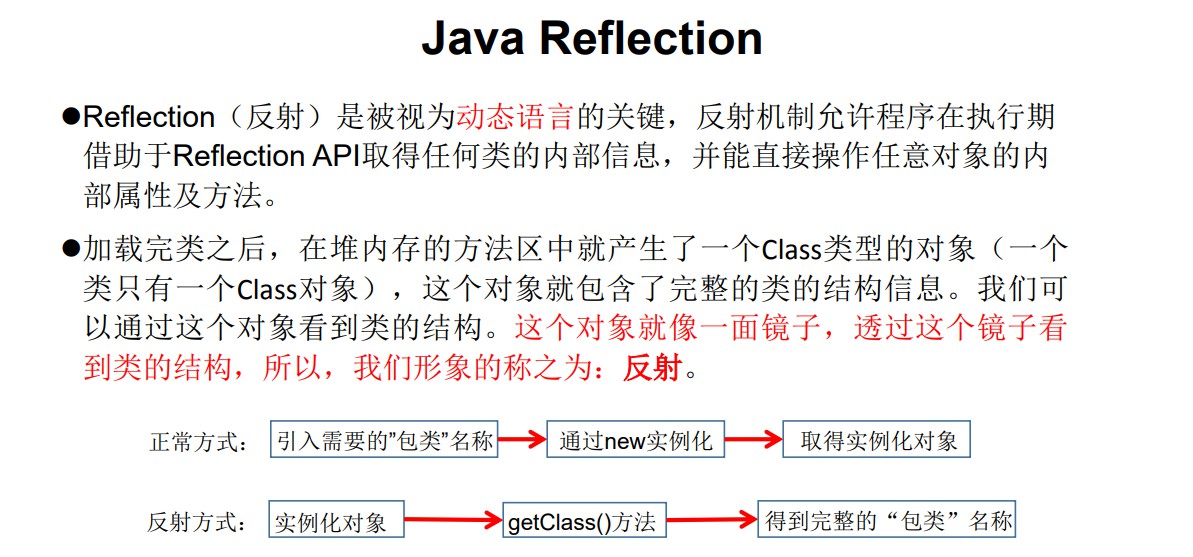 Java Reflection
●Reflection（反射）是被视为动态语言的关键，反射机制允许程序在执行期
借助于Reflection API取得任何类的内部信息，并能直接操作任意对象的内
部属性及方法。
●加载完类之后，在堆内存的方法区中就产生了一个Class类型的对象（一个
类只有一个Class对象），这个对象就包含了完整的类的结构信息。我们可
以通过这个对象看到类的结构。这个对象就像一面镜子，透过这个镜子看
到类的结构，所以，我们形象的称之为：反射。
正常方式： 引入需要的”包类”名称 通过new实例化 取得实例化对象
反射方式： 实例化对象 getClass()方法 得到完整的“包类”名称